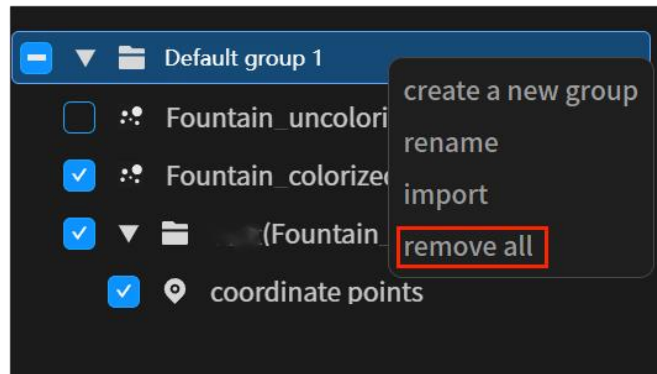 Default group 1
create a new group
Fountain_uncolori
rename
Fountain_colorized
import
(Fountain_
remove all
coordinate points